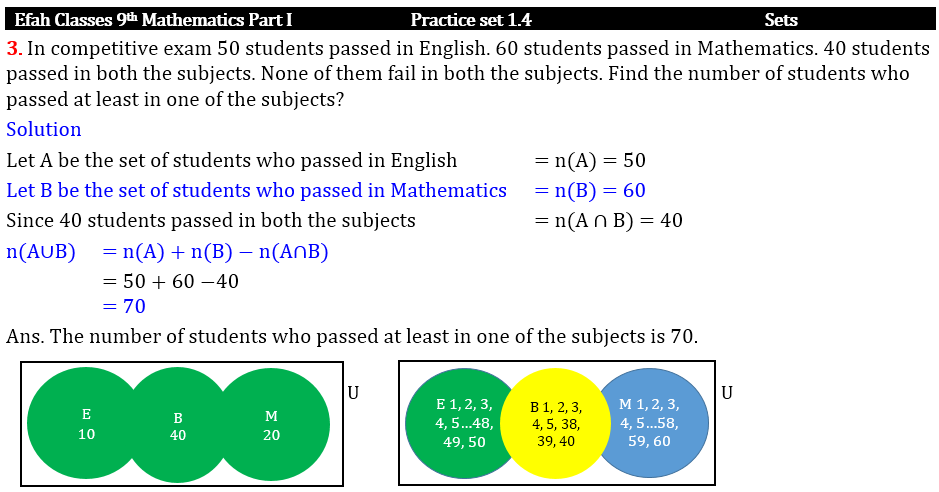 Efah Classes 9th Mathematics Part I Practice set 1.4 Sets
3. In competitive exam 50 students passed in English. 60 students passed in Mathematics. 40 students
passed in both the subjects. None of them fail in both the subjects. Find the number of students who
passed at least in one of the subjects?
Solution
Let A be the set of students who passed in English = n(A) = 50
Let B be the set of students who passed in Mathematics = n(B) = 60
Since 40 students passed in both the subjects = n(A ∩ B) = 40
n(A∪B) = n(A) + n(B) − n(A∩B)
= 50 + 60 −40
= 70
Ans. The number of students who passed at least in one of the subjects is 70.
E
10
B
40
M
20
U
E 1, 2, 3,
4, 5...48,
49, 50
B 1, 2, 3,
4, 5, 38,
39, 40
M 1, 2, 3,
4, 5...58,
59, 60
U